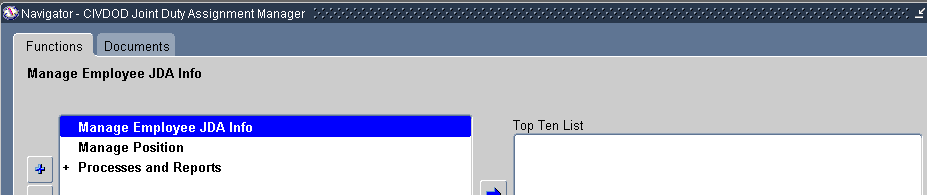 Navigator - CIVDOD Joint Duty Assignment Manager
Functions Documents
Manage Employee JDA Info
Manage Employee JDA Info
Top Ten List
Manage Position
+ Processes and Reports